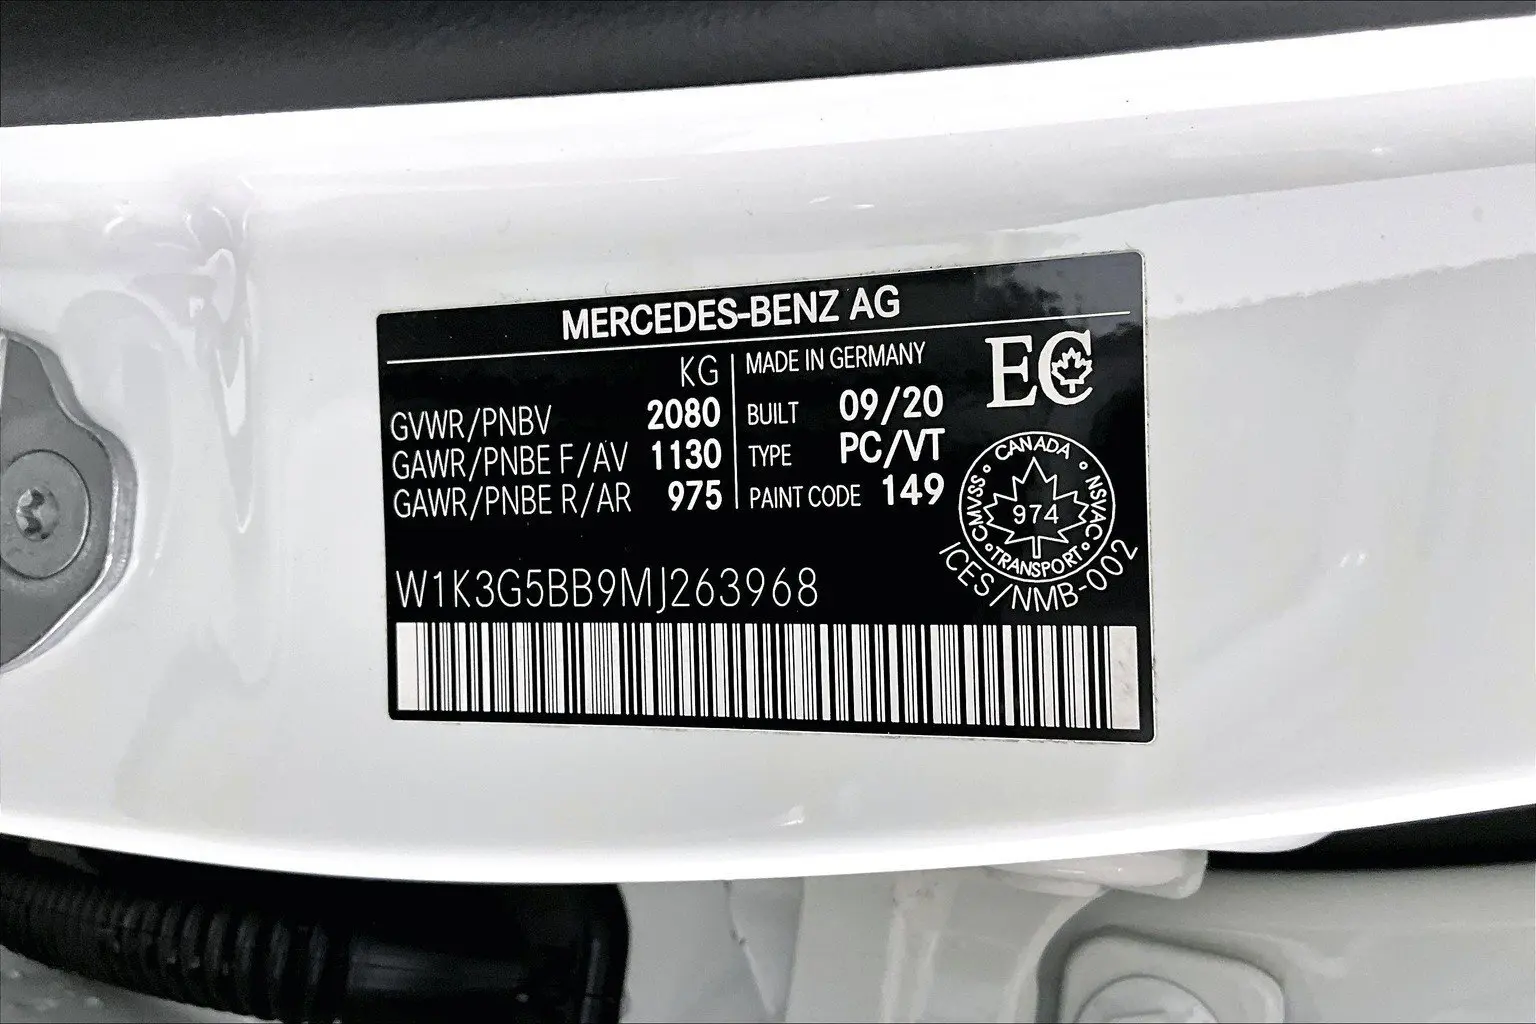 MERCEDES-BENZ AG
KG
GVWR/PNBV 2080
GAWR/PNBE F/AV 1130
GAWR/PNBE R/AR 975
MADE IN GERMANY
BUILT 09/20
TYPE PC/VT
PAINT CODE 149
EC
CANADA
CMVSS NSVAC
974
TRANSPORT
ICES/NMB-002
W1K3G5BB9MJ263968